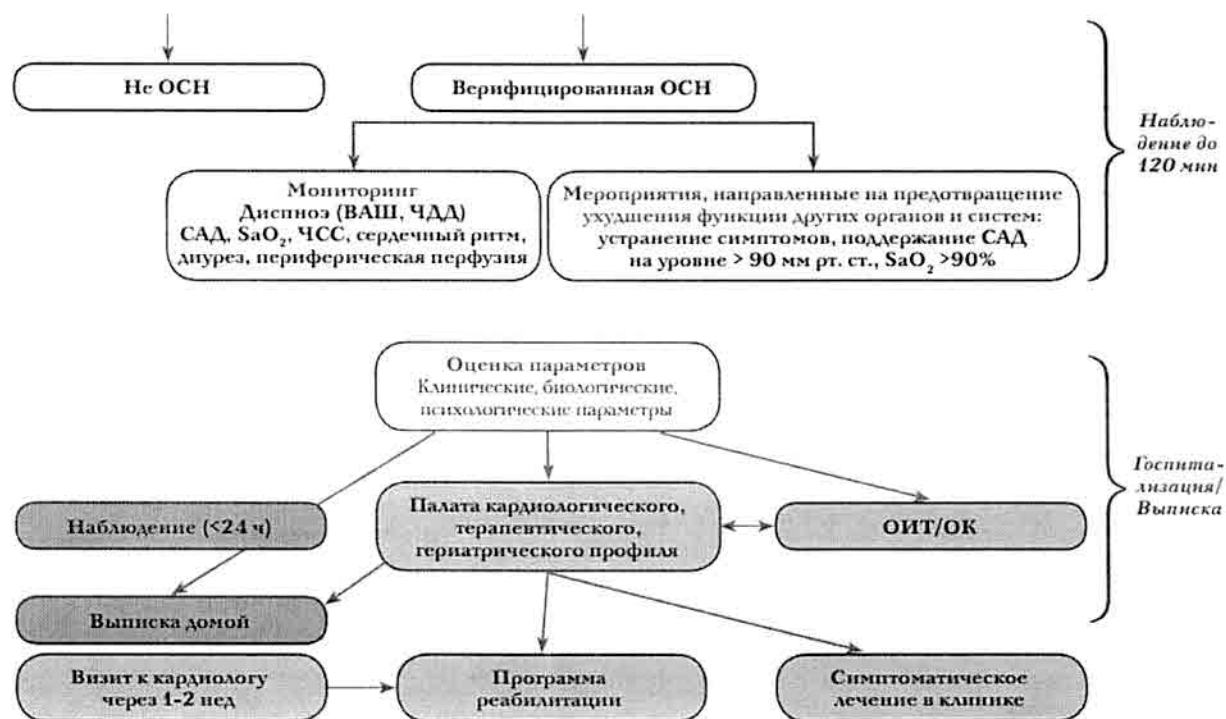 Не ОСН
Верифицированная ОСН
Наблю-
дение до
120 мин
Мониторинг
Диспноэ (ВАШ, ЧДД)
САД, SaO₂, ЧСС, сердечный ритм,
диурез, периферическая перфузия
Мероприятия, направленные на предотвращение
ухудшения функции других органов и систем:
устранение симптомов, поддержание САД
на уровне > 90 мм рт. ст., SaO₂ >90%
Оценка параметров
Клинические, биологические,
психологические параметры
Госпита-
лизация/
Выписка
Наблюдение (<24 ч)
Палата кардиологического,
терапевтического,
гериатрического профиля
ОИТ/ОК
Выписка домой
Визит к кардиологу
через 1-2 нед
Программа
реабилитации
Симптоматическое
лечение в клинике